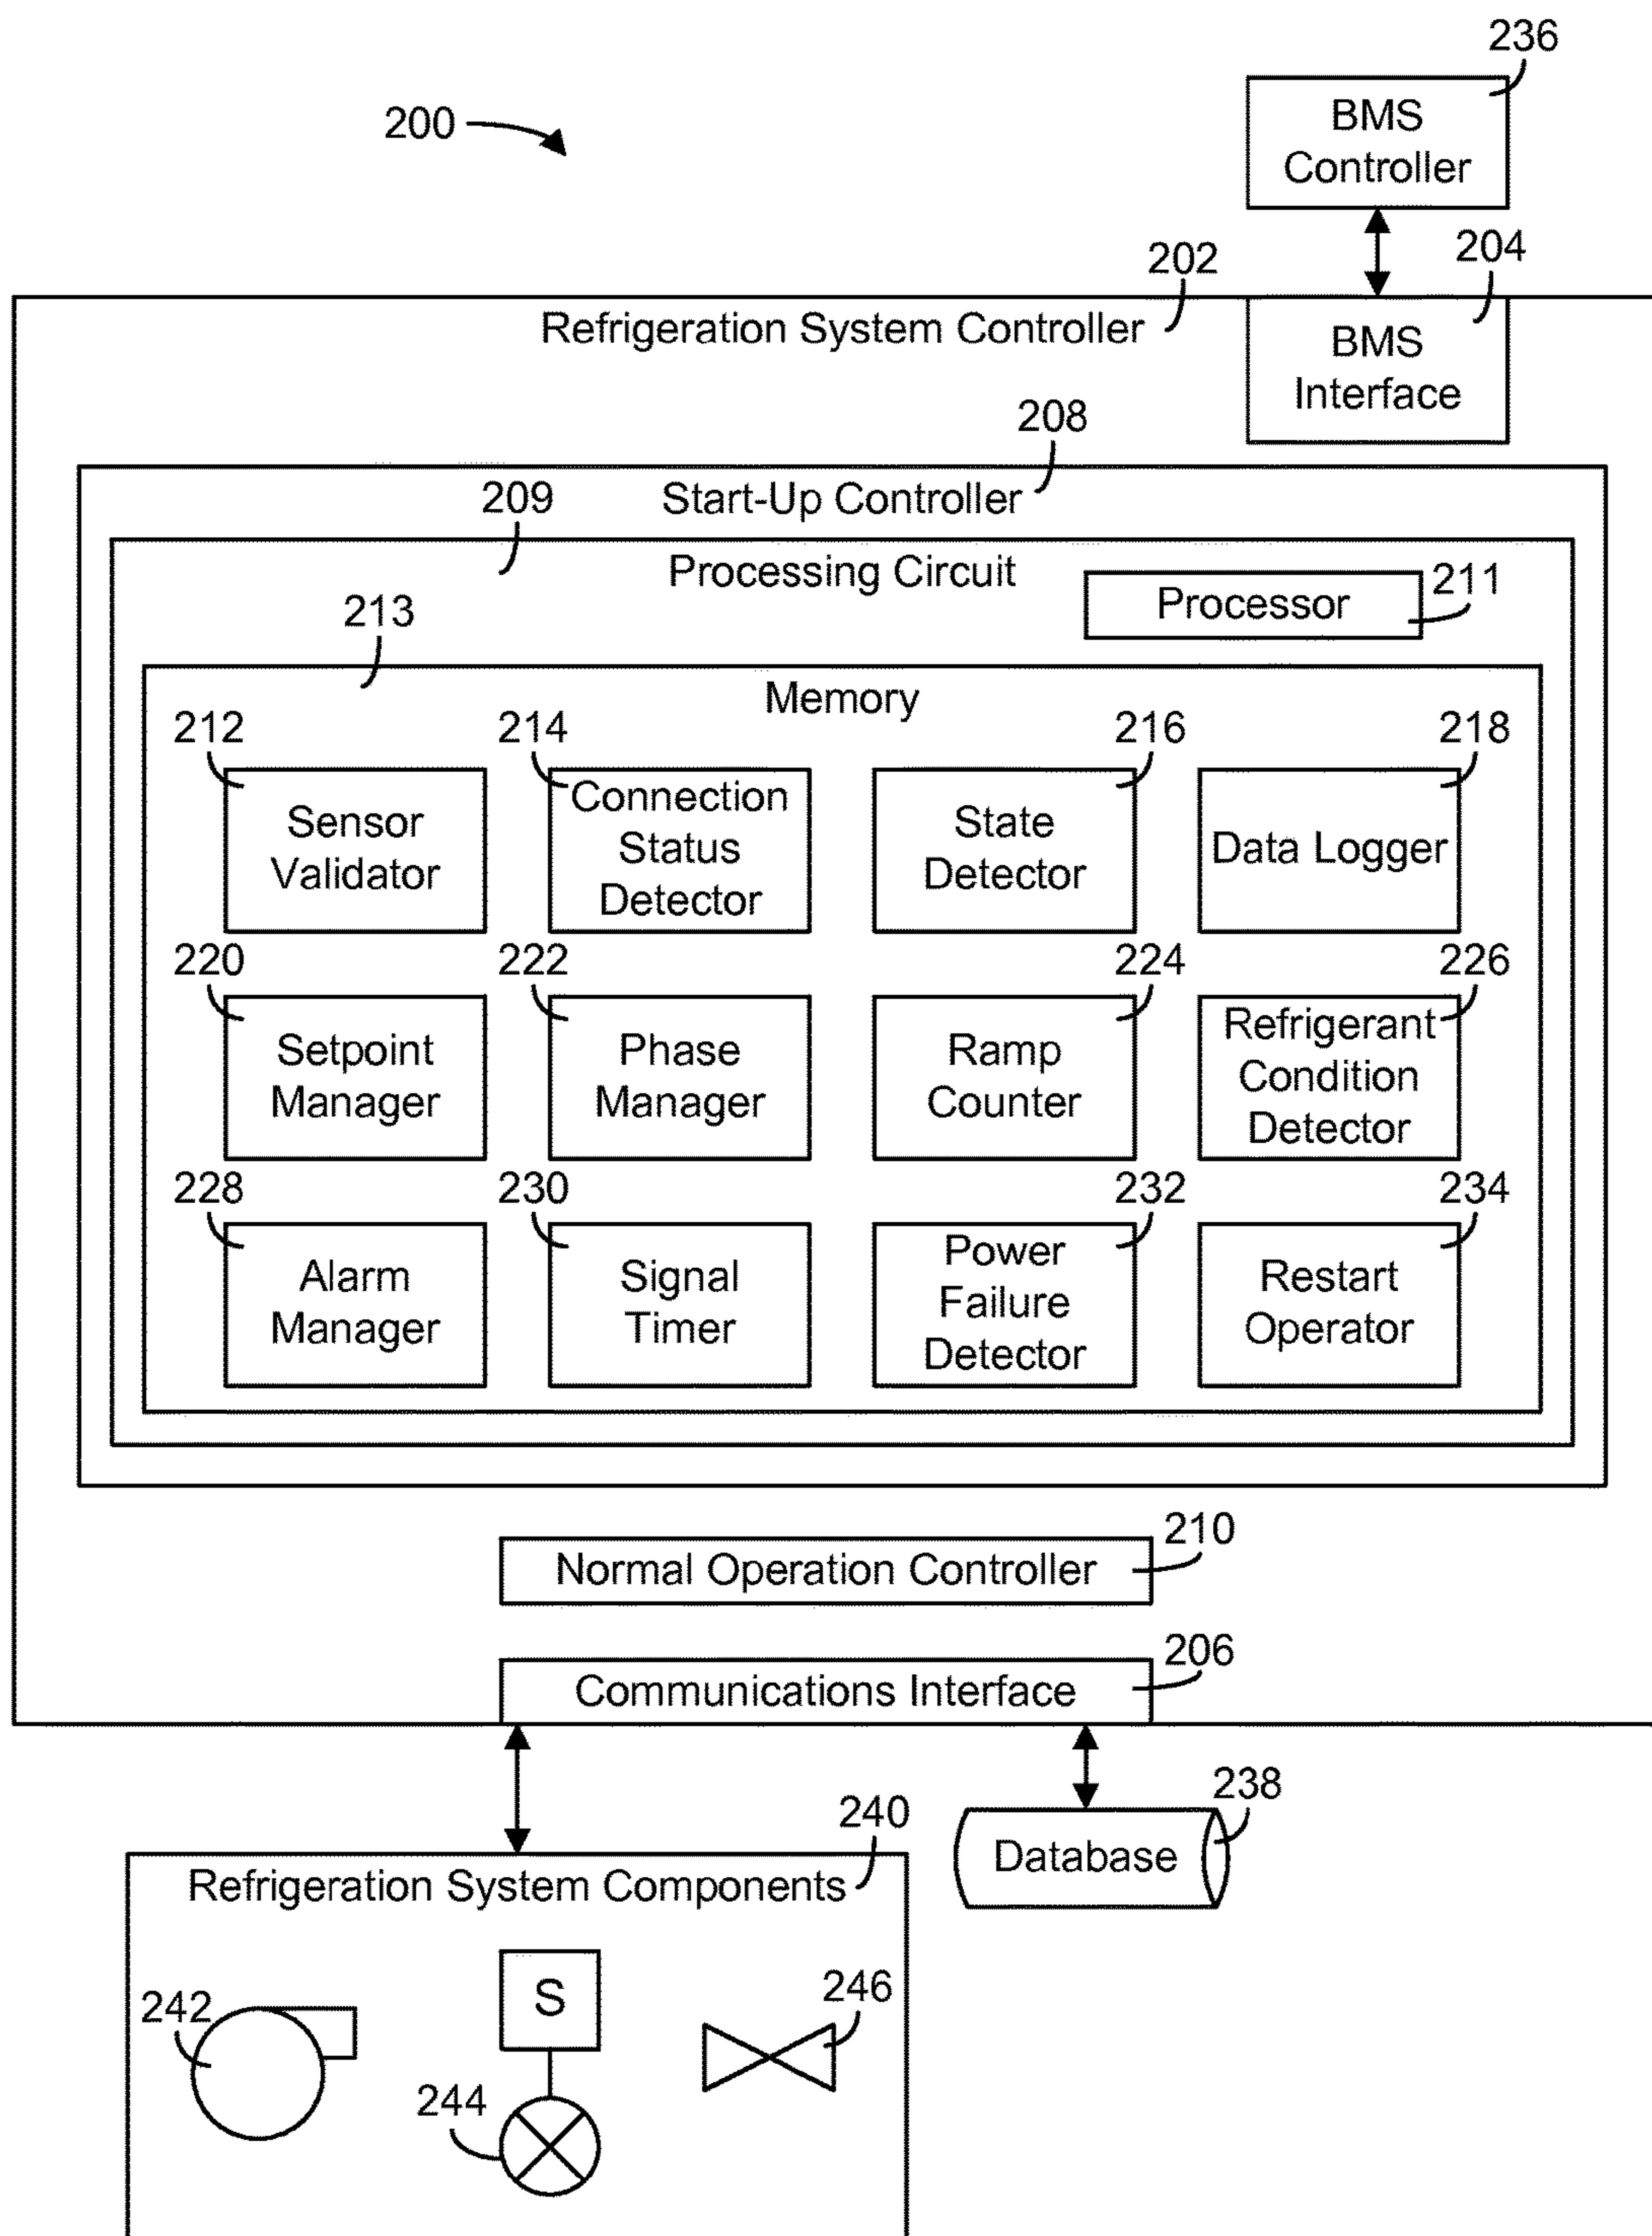 236
BMS
Controller
200
202
204
Refrigeration System Controller
BMS
Interface
208
Start-Up Controller
209
Processing Circuit
211
Processor
213
Memory
212 214 216 218
Sensor
Validator
Connection
Status
Detector
State
Detector
Data Logger
220 222 224 226
Setpoint
Manager
Phase
Manager
Ramp
Counter
Refrigerant
Condition
Detector
228 230 232 234
Alarm
Manager
Signal
Timer
Power
Failure
Detector
Restart
Operator
210
Normal Operation Controller
206
Communications Interface
238
Database
240
Refrigeration System Components
242
S
244
246